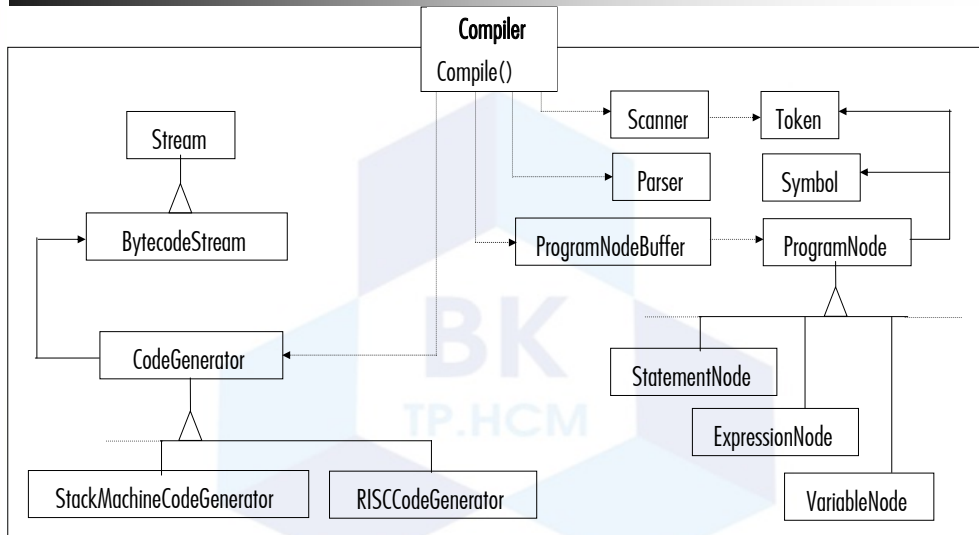 Compiler
Compile()
Stream
Scanner
Token
Parser
Symbol
BytecodeStream
ProgramNodeBuffer
ProgramNode
BK
TP.HCM
CodeGenerator
StatementNode
ExpressionNode
StackMachineCodeGenerator
RISCCodeGenerator
VariableNode